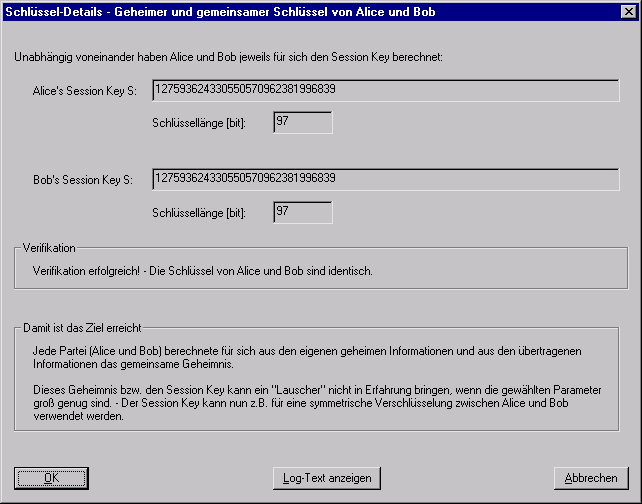 Schlüssel-Details - Geheimer und gemeinsamer Schlüssel von Alice und Bob
Unabhängig voneinander haben Alice und Bob jeweils für sich den Session Key berechnet:
Alice's Session Key S: 127593624330550570962381996839
Schlüssellänge [bit]: 97
Bob's Session Key S: 127593624330550570962381996839
Schlüssellänge [bit]: 97
Verifikation
Verifikation erfolgreich! - Die Schlüssel von Alice und Bob sind identisch.
Damit ist das Ziel erreicht
Jede Partei (Alice und Bob) berechnete für sich aus den eigenen geheimen Informationen und aus den übertragenen
Informationen das gemeinsame Geheimnis.
Dieses Geheimnis bzw. den Session Key kann ein "Lauscher" nicht in Erfahrung bringen, wenn die gewählten Parameter
groß genug sind. - Der Session Key kann nun z.B. für eine symmetrische Verschlüsselung zwischen Alice und Bob
verwendet werden.
OK Log-Text anzeigen Abbrechen